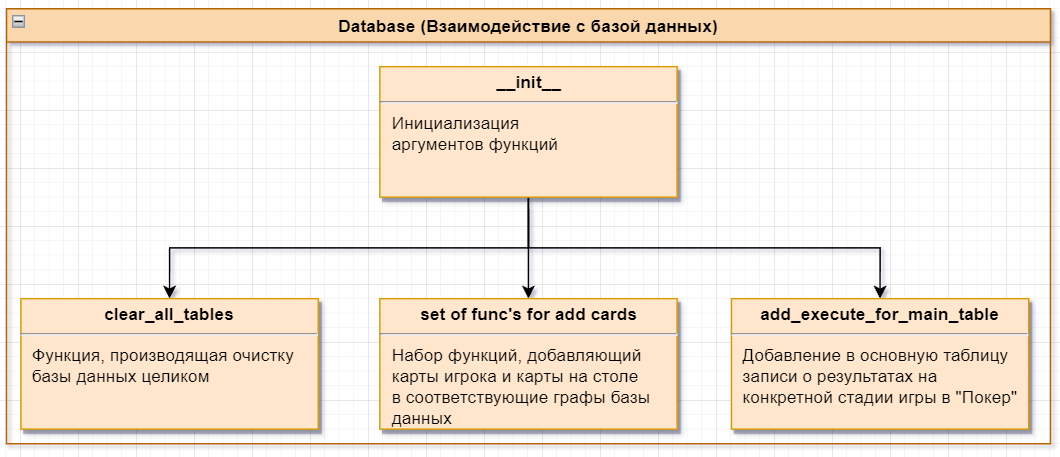 Database (Взаимодействие с базой данных)
__init__
Инициализация
аргументов функций
clear_all_tables
Функция, производящая очистку
базы данных целиком
set of func's for add cards
Набор функций, добавляющий
карты игрока и карты на столе
в соответствующие графы базы
данных
add_execute_for_main_table
Добавление в основную таблицу
записи о результатах на
конкретной стадии игры в "Покер"